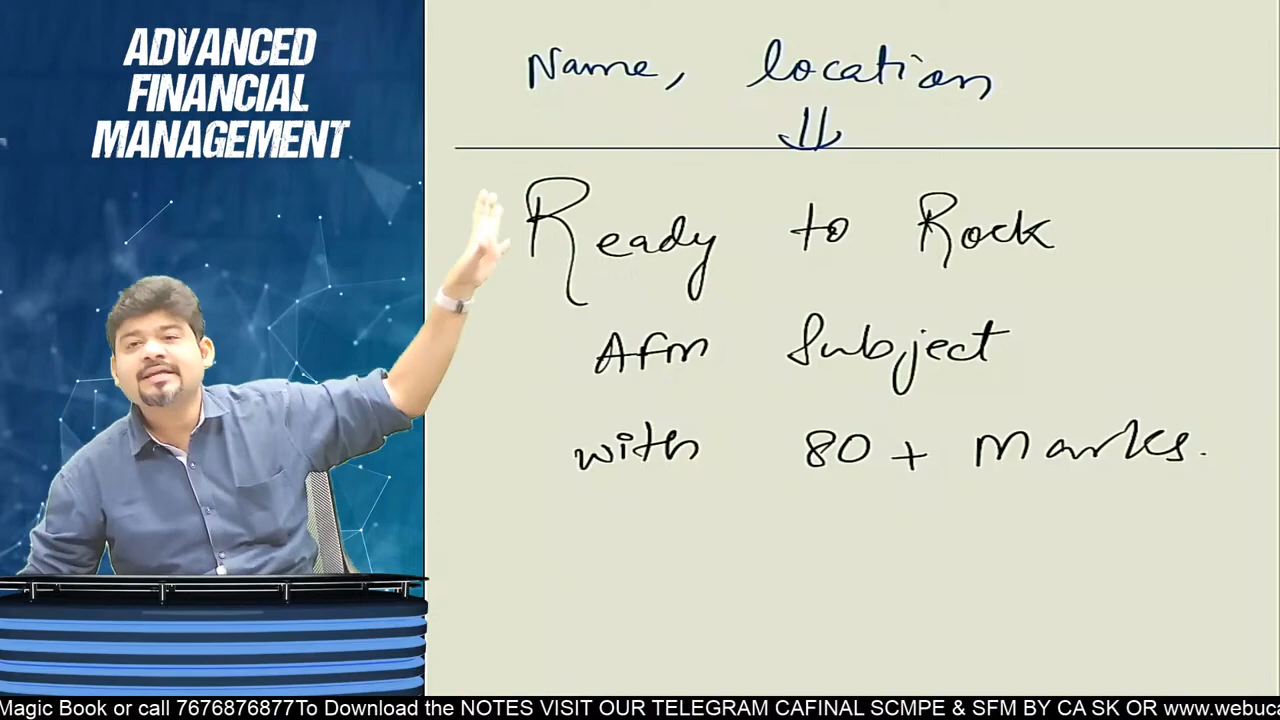 ADVANCED
FINANCIAL
MANAGEMENT
Name, location
Ready to Rock
AFM Subject
with 80 + Marks.
Magic Book or call 7676876877To Download the NOTES VISIT OUR TELEGRAM CAFINAL SCMPE & SFM BY CA SK OR www.webuca